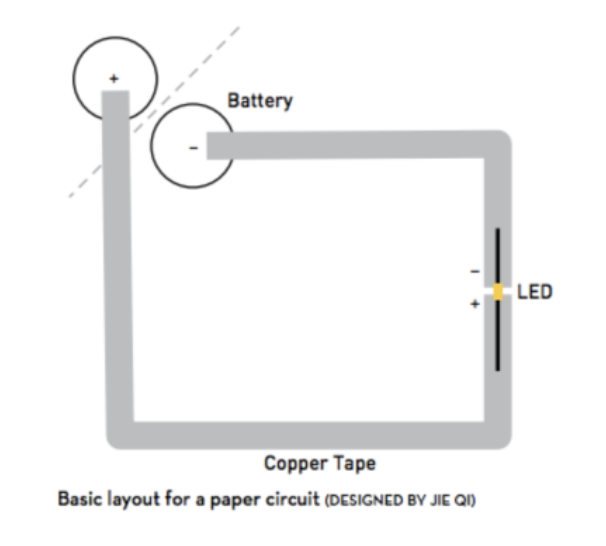 +
Battery
−
−
LED
+
Copper Tape
Basic layout for a paper circuit (DESIGNED BY JIE QI)